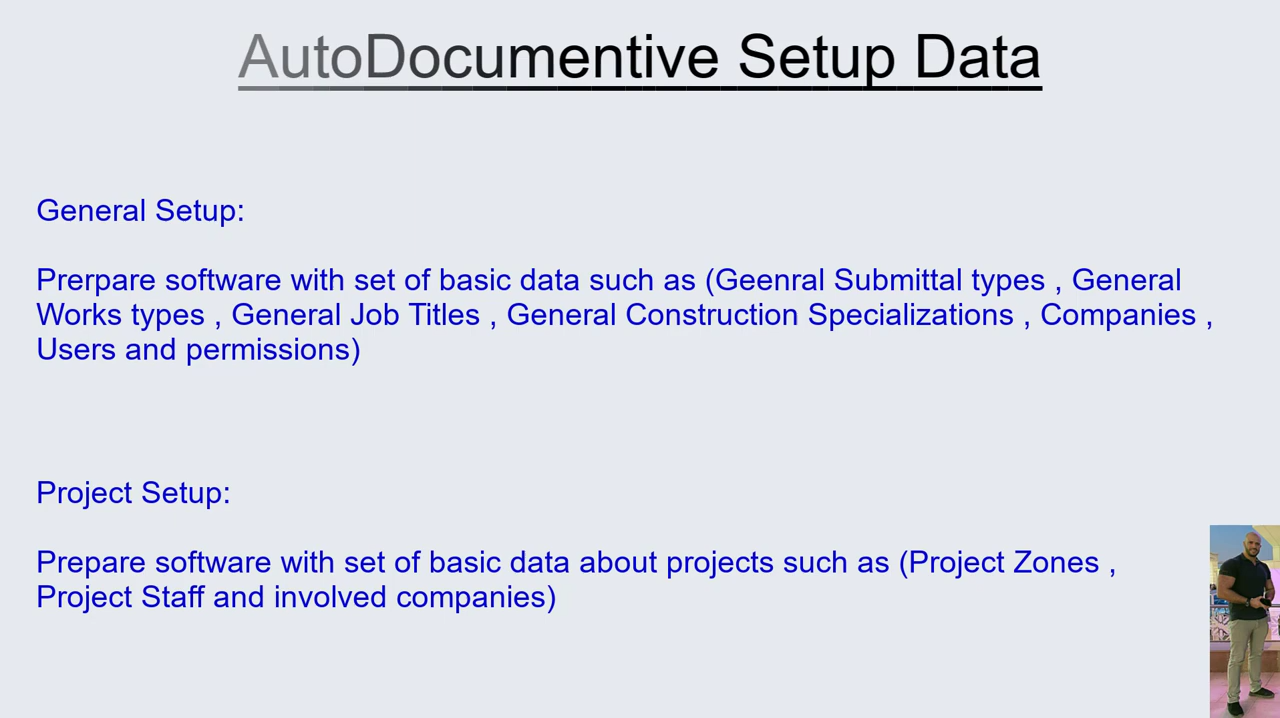 AutoDocumentive Setup Data
General Setup:
Prerpare software with set of basic data such as (Geenral Submittal types , General
Works types , General Job Titles , General Construction Specializations , Companies ,
Users and permissions)
Project Setup:
Prepare software with set of basic data about projects such as (Project Zones ,
Project Staff and involved companies)